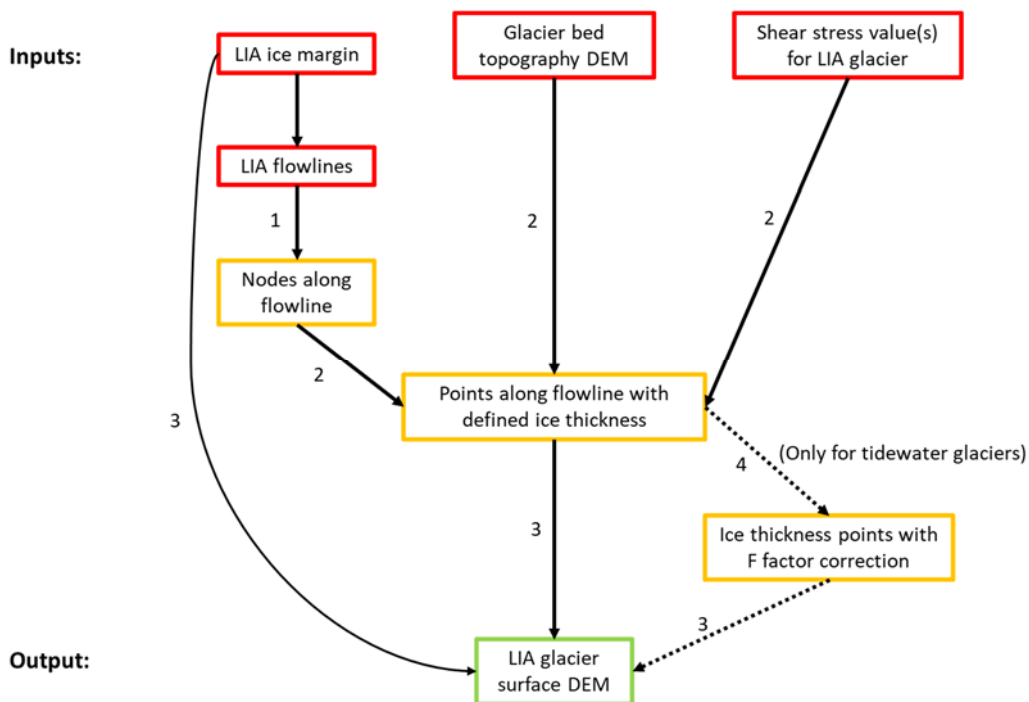 Inputs:
LIA ice margin
Glacier bed
topography DEM
Shear stress value(s)
for LIA glacier
LIA flowlines
1
2
2
Nodes along
flowline
2
Points along flowline with
defined ice thickness
3
(Only for tidewater glaciers)
4
3
Ice thickness points with
F factor correction
3
Output:
LIA glacier
surface DEM